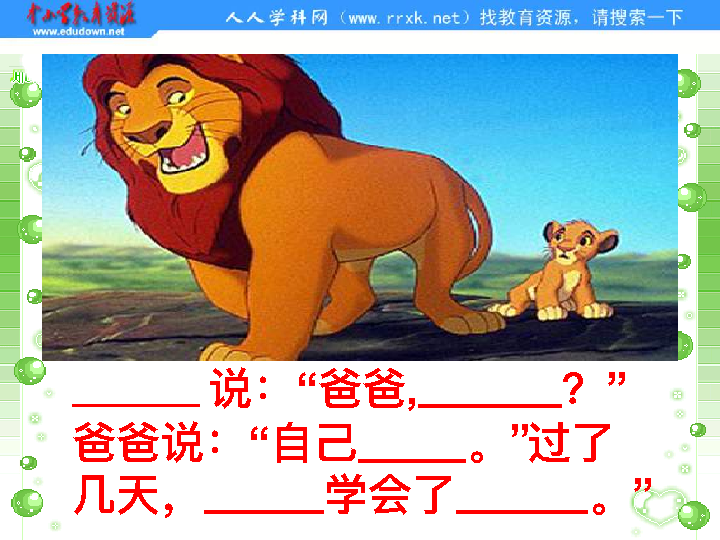 中小学教育资源
www.edudown.net
人人学科网（www.rrxk.net）找教育资源，请搜索一下
______ 说：“爸爸,_______？”
爸爸说：“自己_____。”过了
几天，______学会了______。”